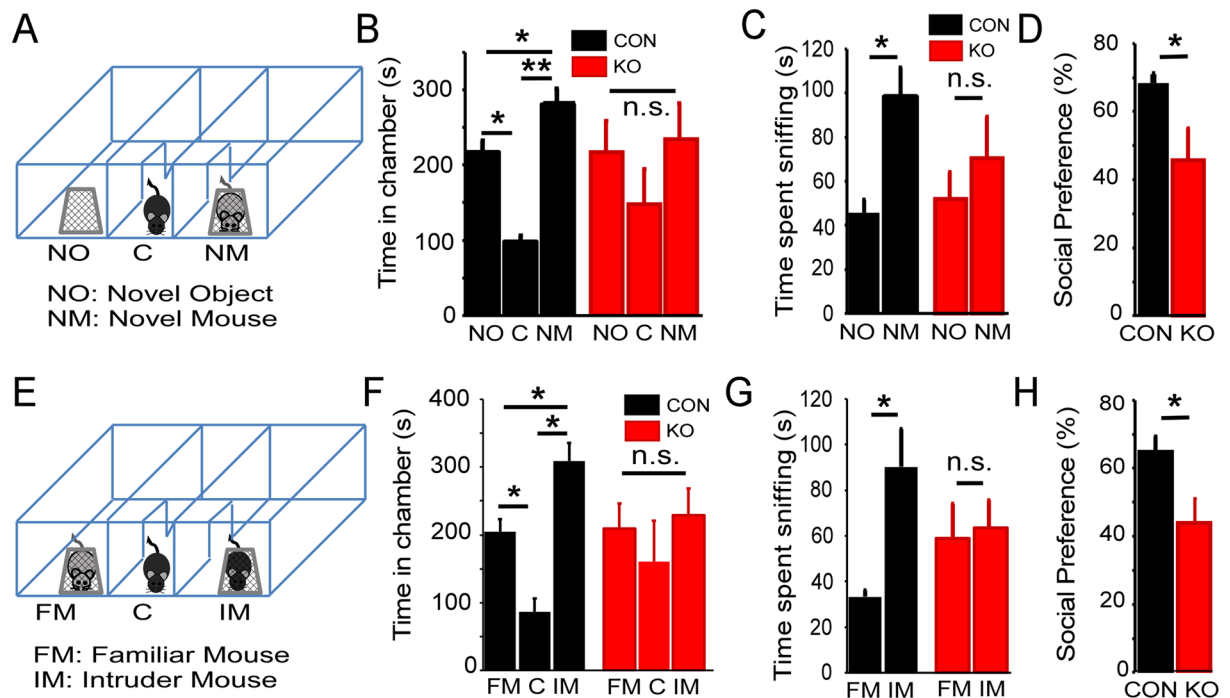 A
NO C NM
NO: Novel Object
NM: Novel Mouse
B
Time in chamber (s)
300
200
100
0
CON
KO
*
**
*
n.s.
NO C NM NO C NM
C
Time spent sniffing (s)
120
100
80
60
40
20
0
CON
KO
*
n.s.
NO NM NO NM
D
Social Preference (%)
80
60
70
20
0
*
CON KO
E
FM C IM
FM: Familiar Mouse
IM: Intruder Mouse
F
Time in chamber (s)
400
300
200
100
0
CON
KO
*
*
*
n.s.
FM C IM FM C IM
G
Time spent sniffing (s)
120
100
80
60
40
20
0
*
n.s.
FM IM FM IM
H
Social Preference (%)
80
60
40
20
0
*
CON KO